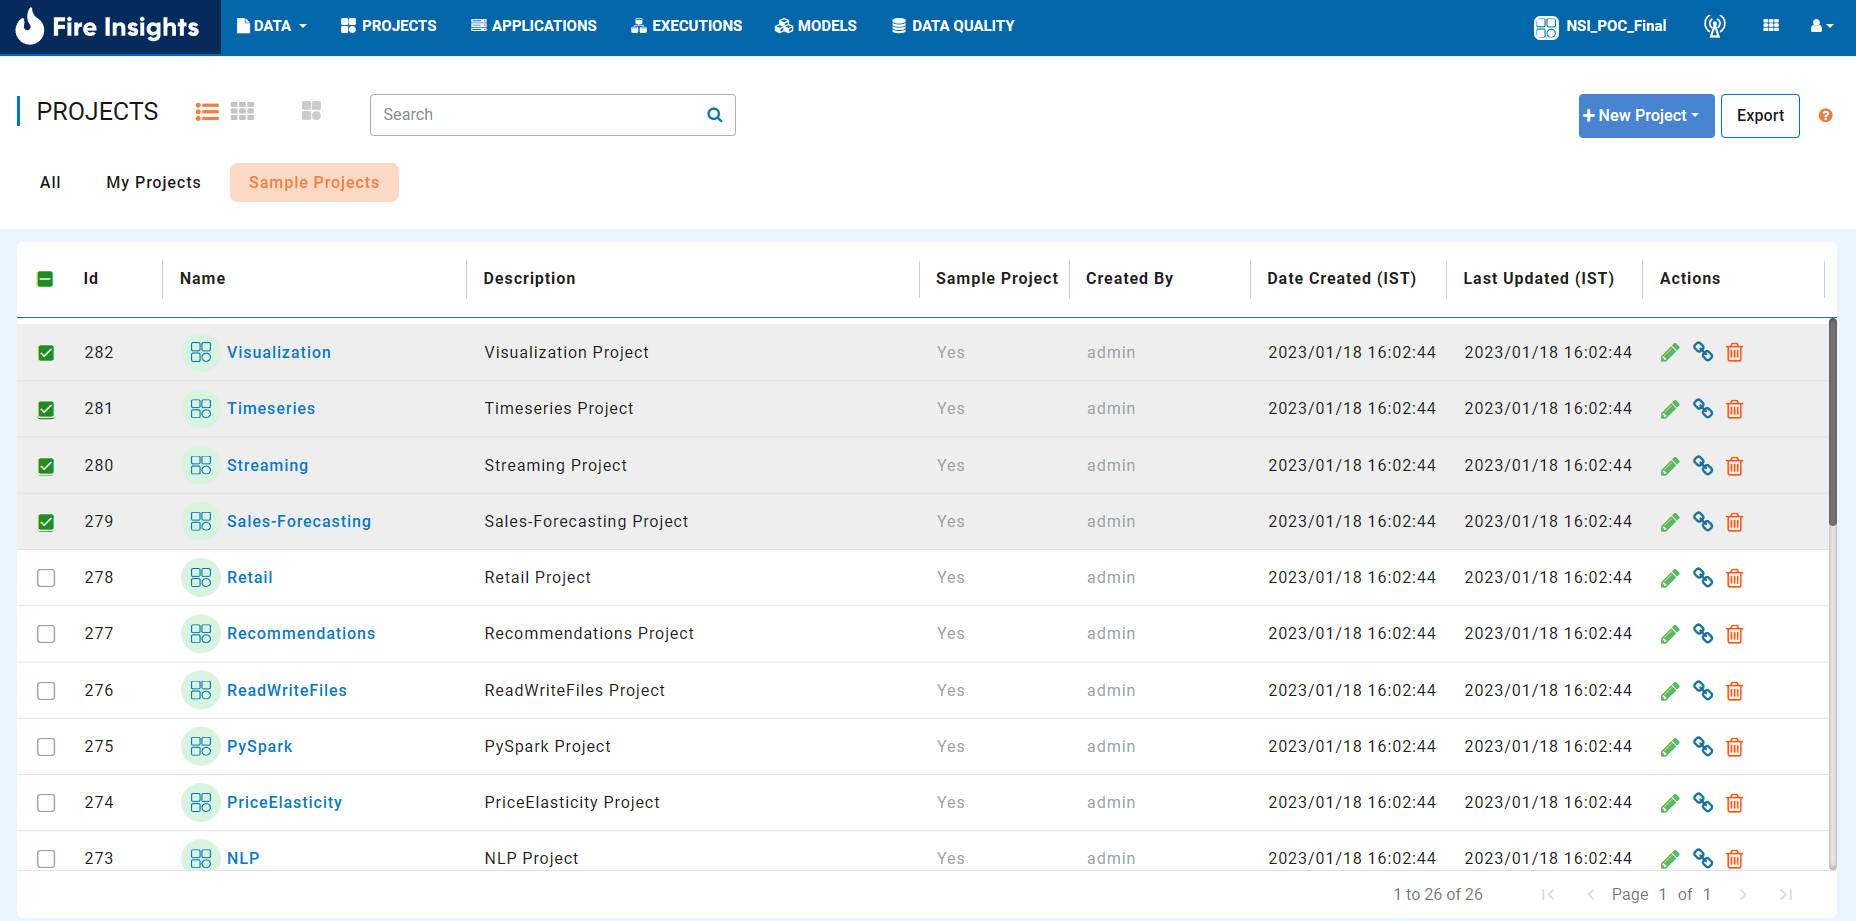 Fire Insights DATA PROJECTS APPLICATIONS EXECUTIONS MODELS DATA QUALITY NSI_POC_Final
PROJECTS Search + New Project Export ?
All My Projects Sample Projects
Id Name Description Sample Project Created By Date Created (IST) Last Updated (IST) Actions
282 Visualization Visualization Project Yes admin 2023/01/18 16:02:44 2023/01/18 16:02:44
281 Timeseries Timeseries Project Yes admin 2023/01/18 16:02:44 2023/01/18 16:02:44
280 Streaming Streaming Project Yes admin 2023/01/18 16:02:44 2023/01/18 16:02:44
279 Sales-Forecasting Sales-Forecasting Project Yes admin 2023/01/18 16:02:44 2023/01/18 16:02:44
278 Retail Retail Project Yes admin 2023/01/18 16:02:44 2023/01/18 16:02:44
277 Recommendations Recommendations Project Yes admin 2023/01/18 16:02:44 2023/01/18 16:02:44
276 ReadWriteFiles ReadWriteFiles Project Yes admin 2023/01/18 16:02:44 2023/01/18 16:02:44
275 PySpark PySpark Project Yes admin 2023/01/18 16:02:44 2023/01/18 16:02:44
274 PriceElasticity PriceElasticity Project Yes admin 2023/01/18 16:02:44 2023/01/18 16:02:44
273 NLP NLP Project Yes admin 2023/01/18 16:02:44 2023/01/18 16:02:44
1 to 26 of 26 Page 1 of 1